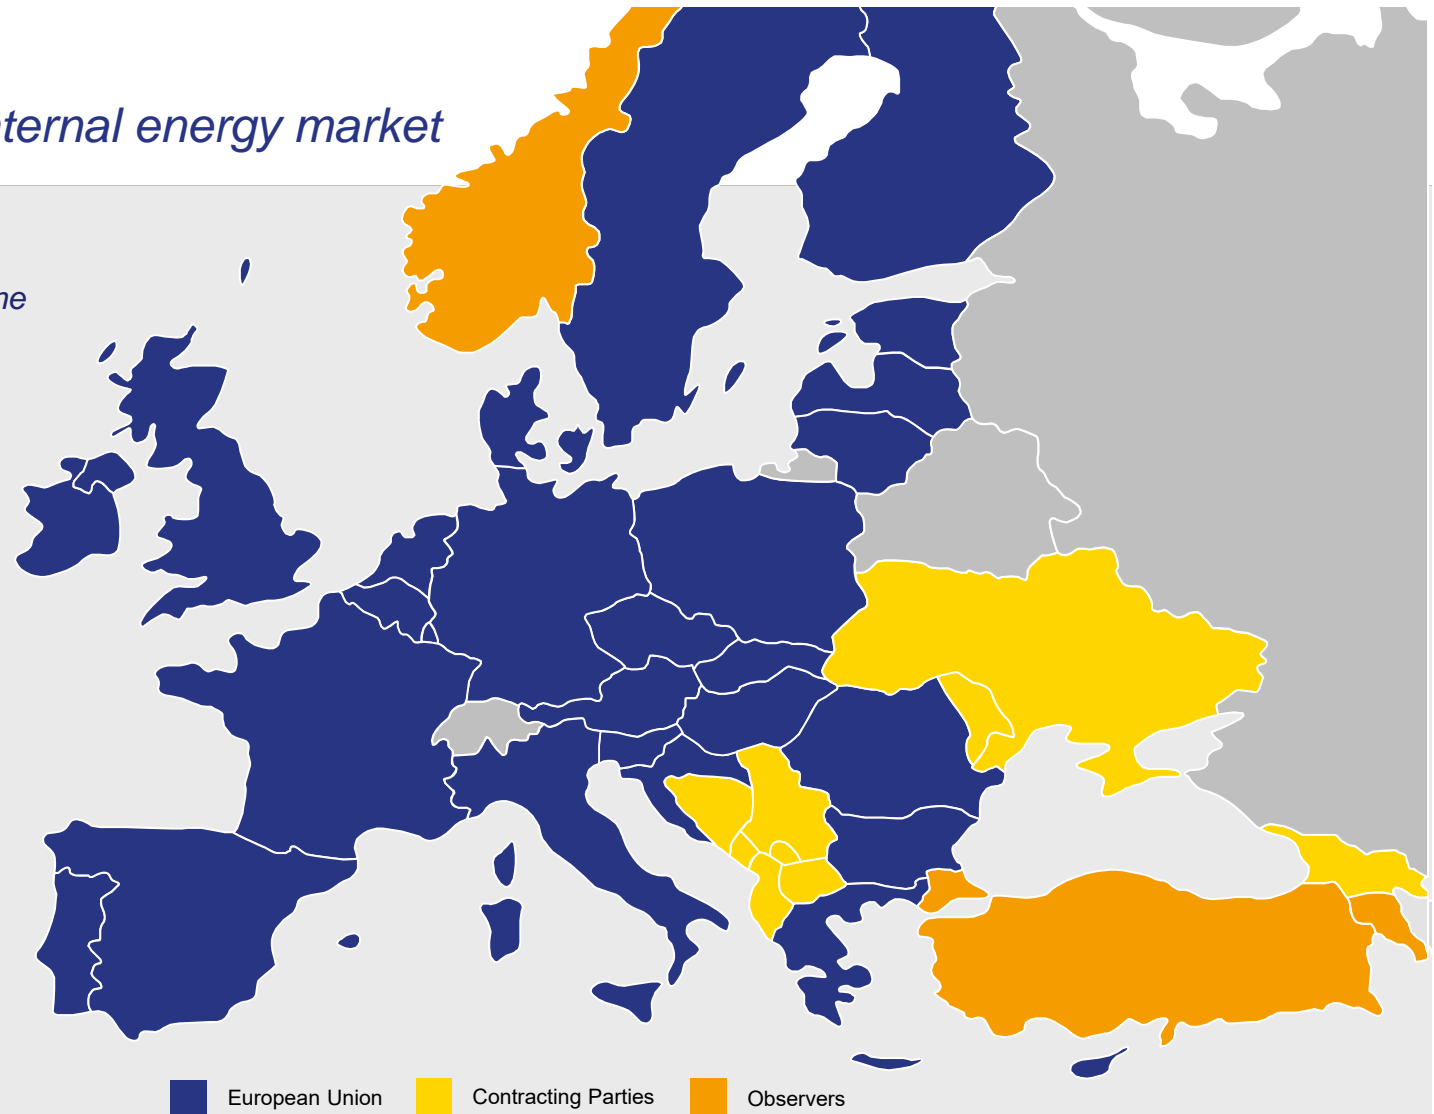 ternal energy market
ne
European Union
Contracting Parties
Observers